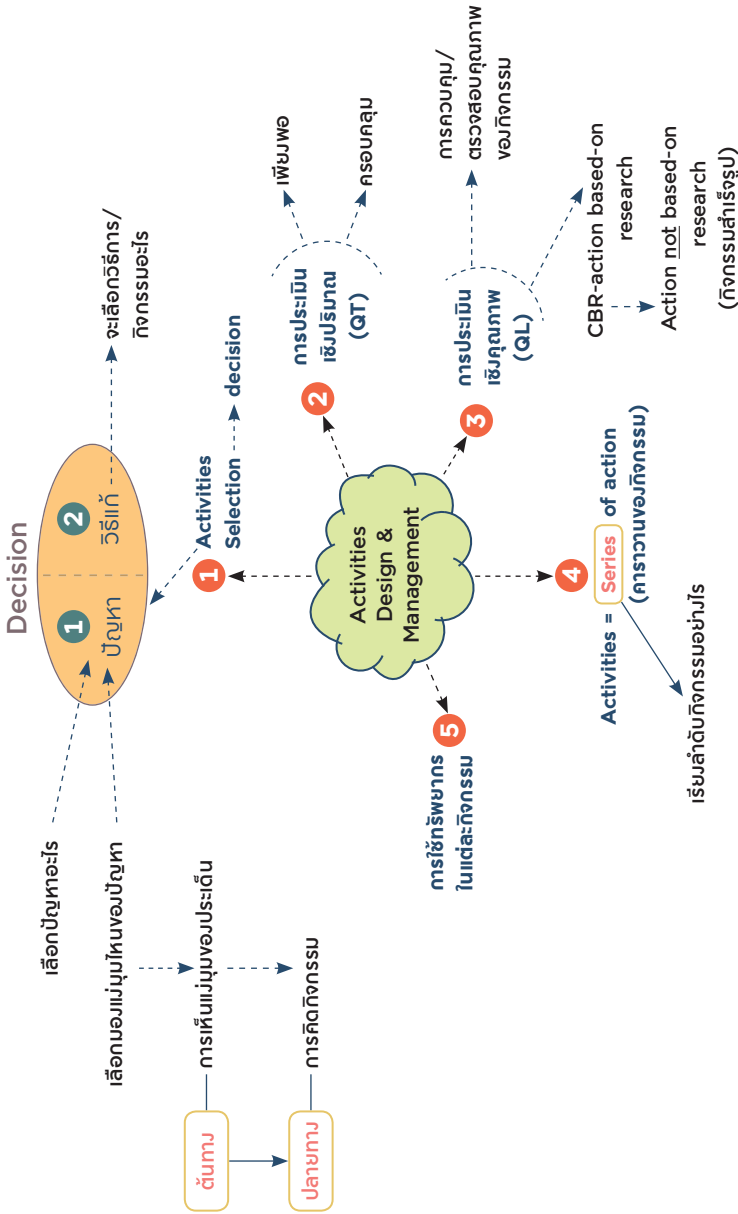 Decision
1
ปัญหา
2
วิธีแก้
เลือกปัญหาอะไร
เลือกมองแง่มุมไหนของปัญหา
จะเลือกวิธีการ/
กิจกรรมอะไร
ต้นทาง
การเห็นแง่มุมของประเด็น
ปลายทาง
การคิดกิจกรรม
1
Activities
Selection
decision
Activities
Design &
Management
2
การประเมิน
เชิงปริมาณ
(QT)
เพียงพอ
ครอบคลุม
3
การประเมิน
เชิงคุณภาพ
(QL)
การควบคุม/
ตรวจสอบคุณภาพ
ของกิจกรรม
CBR-action based-on
research
Action not based-on
research
(กิจกรรมสำเร็จรูป)
4
Activities = Series of action
(คาราวานของกิจกรรม)
เรียงลำดับกิจกรรมอย่างไร
5
การใช้ทรัพยากร
ในแต่ละกิจกรรม